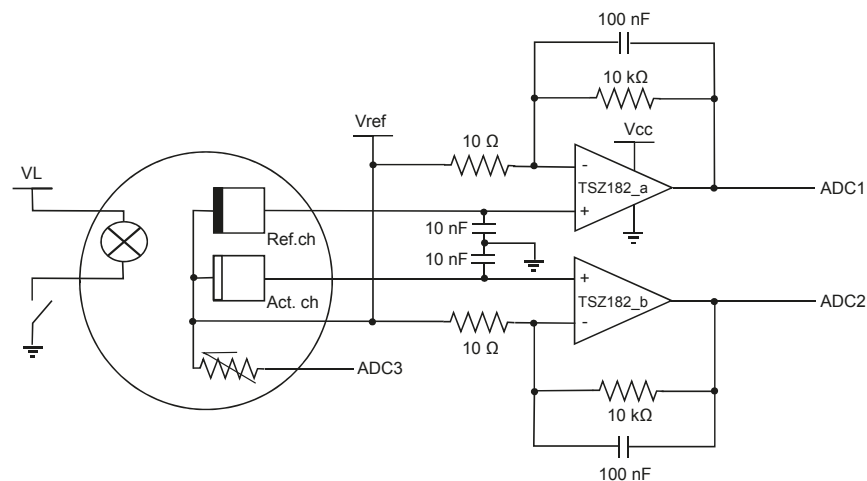 100 nF
10 kΩ
Vref
10 Ω
Vcc
VL
-
TSZ182_a
+
ADC1
Ref.ch
10 nF
10 nF
Act. ch
+
TSZ182_b
-
ADC2
10 Ω
ADC3
10 kΩ
100 nF